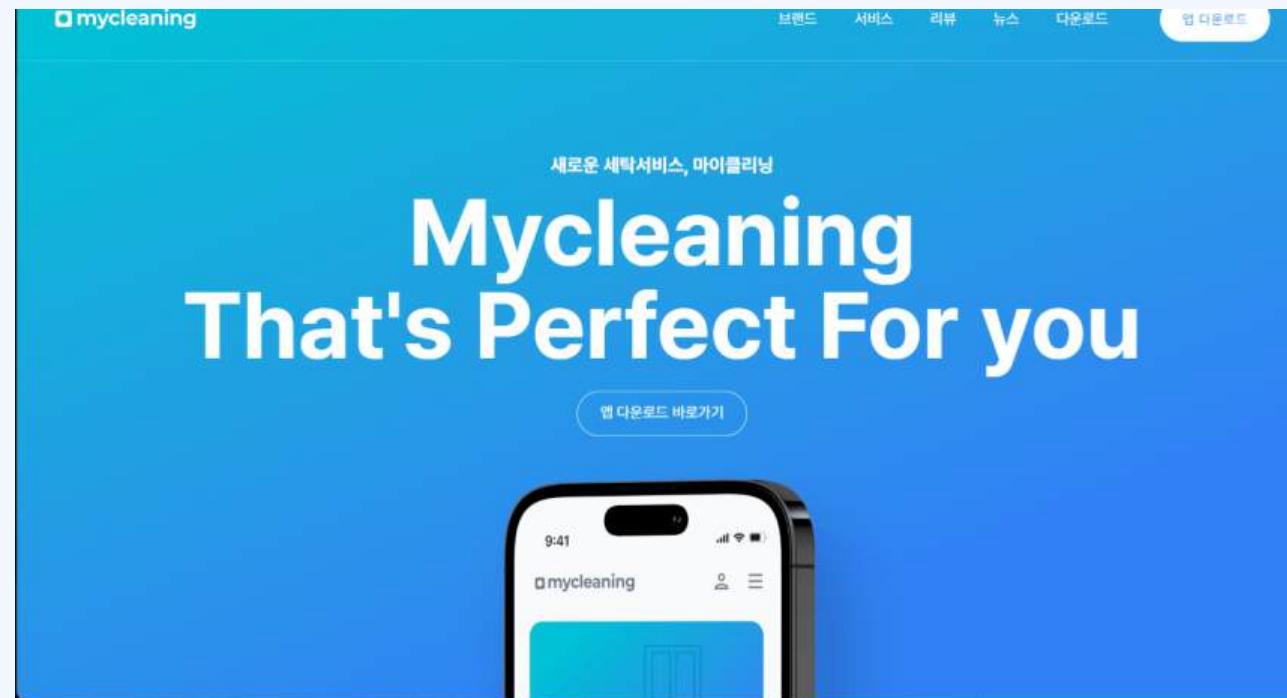 mycleaning
브랜드 서비스 리뷰 뉴스 다운로드 앱 다운로드
새로운 세탁서비스, 마이클리닝
Mycleaning
That's Perfect For you
앱 다운로드 바로가기
9:41
mycleaning